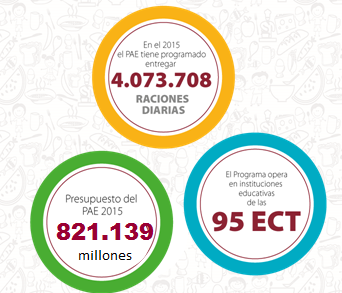 En el 2015
el PAE tiene programado
entregar
4.073.708
RACIONES
DIARIAS
Presupuesto del
PAE 2015
821.139
millones
El Programa opera
en instituciones
educativas
de las
95 ECT